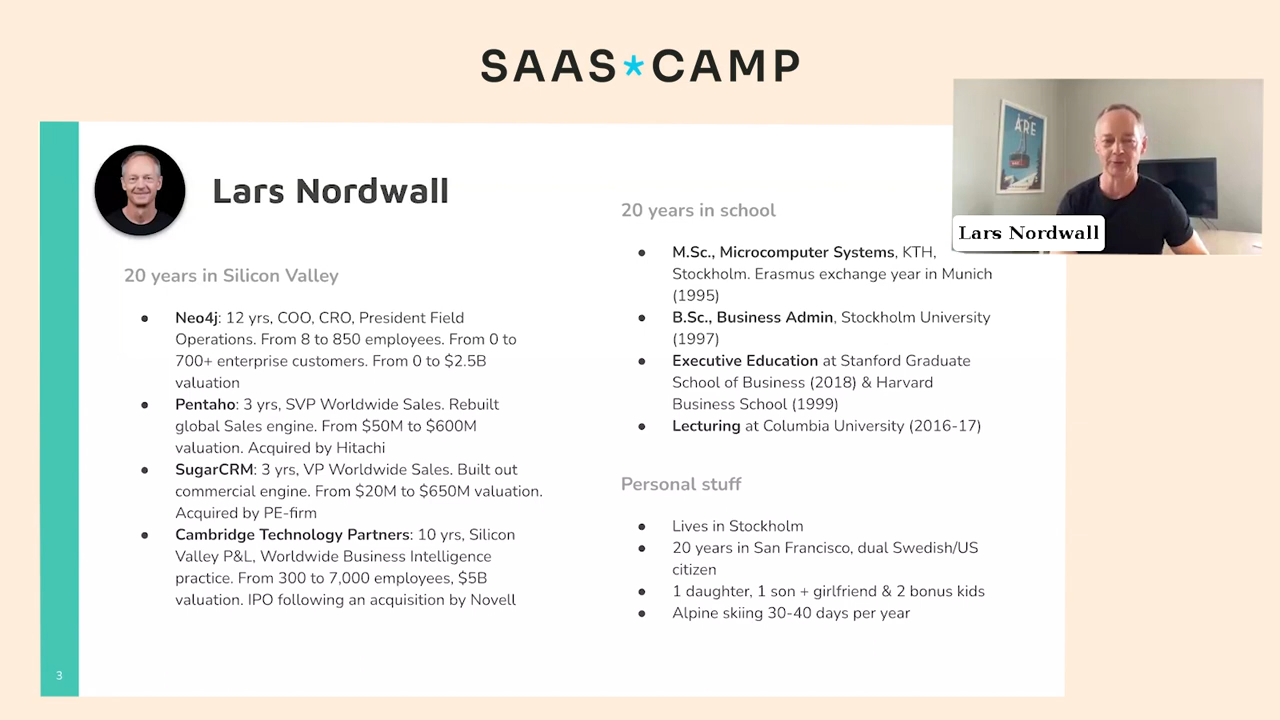 SAAS*CAMP
ÅRE
Lars Nordwall
Lars Nordwall
20 years in Silicon Valley
● Neo4j: 12 yrs, COO, CRO, President Field
Operations. From 8 to 850 employees. From 0 to
700+ enterprise customers. From 0 to $2.5B
valuation
● Pentaho: 3 yrs, SVP Worldwide Sales. Rebuilt
global Sales engine. From $50M to $600M
valuation. Acquired by Hitachi
● SugarCRM: 3 yrs, VP Worldwide Sales. Built out
commercial engine. From $20M to $650M valuation.
Acquired by PE-firm
● Cambridge Technology Partners: 10 yrs, Silicon
Valley P&L, Worldwide Business Intelligence
practice. From 300 to 7,000 employees, $5B
valuation. IPO following an acquisition by Novell
20 years in school
● M.Sc., Microcomputer Systems, KTH,
Stockholm. Erasmus exchange year in Munich
(1995)
● B.Sc., Business Admin, Stockholm University
(1997)
● Executive Education at Stanford Graduate
School of Business (2018) & Harvard
Business School (1999)
● Lecturing at Columbia University (2016-17)
Personal stuff
● Lives in Stockholm
● 20 years in San Francisco, dual Swedish/US
citizen
● 1 daughter, 1 son + girlfriend & 2 bonus kids
● Alpine skiing 30-40 days per year
3